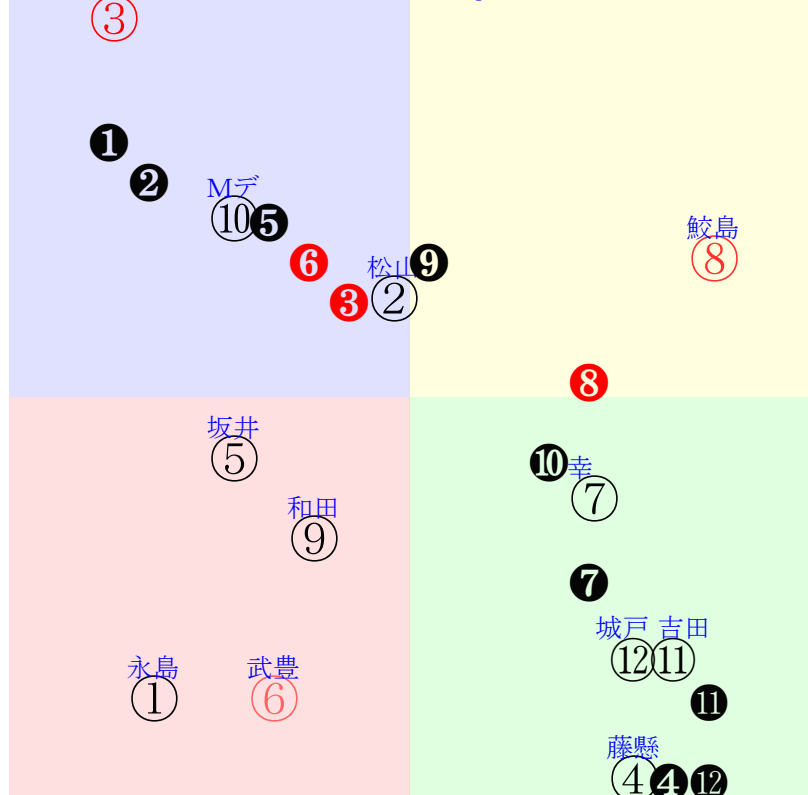 ③
❶
❷
Mデ
⑩❺
鮫島
⑧
❻
松山❾
❸②
❽
坂井
⑤
❿幸
⑦
和田
⑨
❼
城戸 吉田
⑫⑪
永島 武豊
① ⑥
⓫
藤懸
④❹⓬